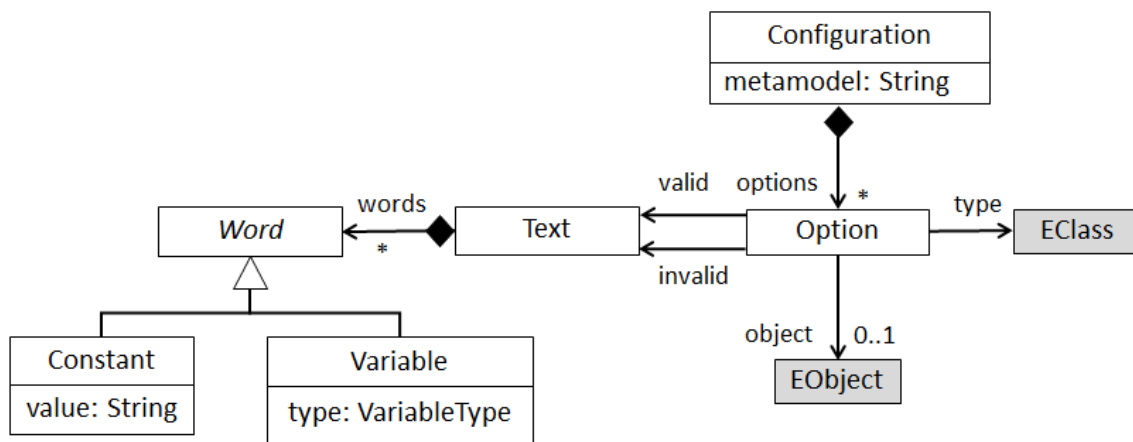 Configuration
metamodel: String
valid options *
words type
Word * Text Option EClass
invalid
object 0..1
Constant Variable EObject
value: String type: VariableType